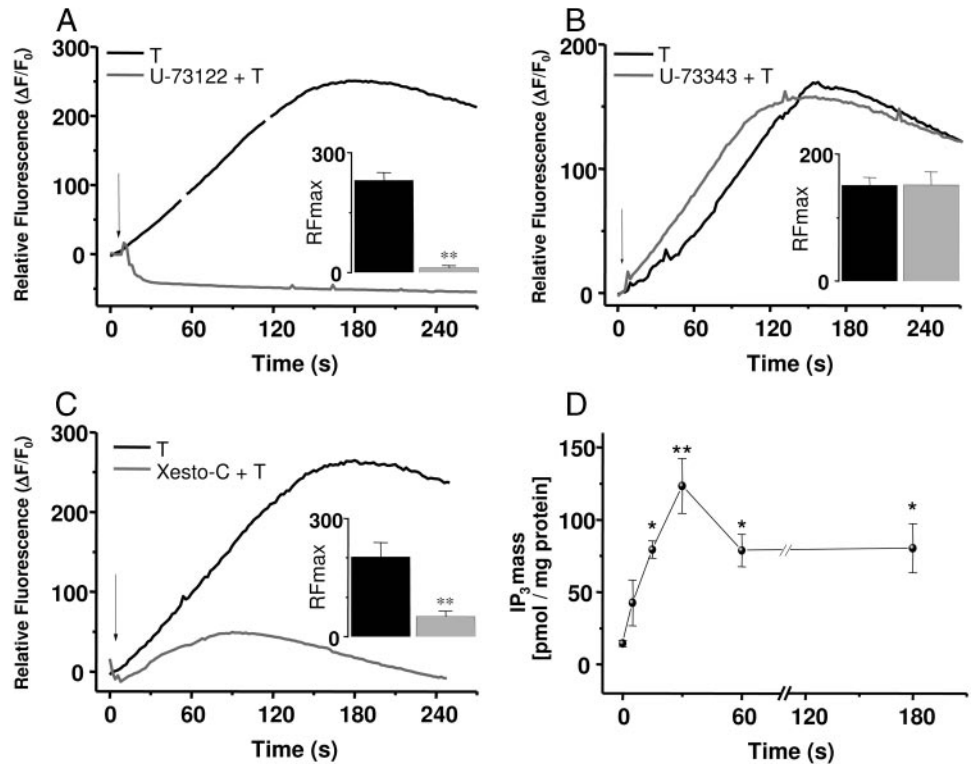 A
300
200
100
0
Relative Fluorescence (ΔF/F0)
T
U-73122 + T
300
0
RFmax
**
0 60 120 180 240
Time (s)
B
200
100
0
Relative Fluorescence (ΔF/F0)
T
U-73343 + T
200
0
RFmax
0 60 120 180 240
Time (s)
C
300
200
100
0
Relative Fluorescence (ΔF/F0)
T
Xesto-C + T
300
0
RFmax
**
0 60 120 180 240
Time (s)
D
150
100
50
0
IP3 mass
[pmol / mg protein]
*
**
*
*
0 60 120 180
Time (s)